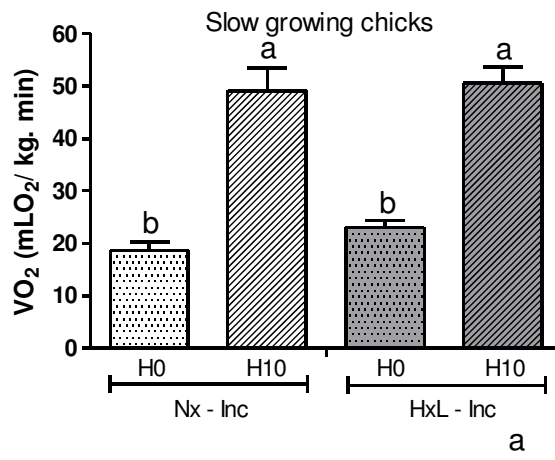 Slow growing chicks
60
50
40
30
20
10
0
VO2 (mLO2/ kg. min)
b
a
b
a
H0 H10 H0 H10
Nx - Inc HxL - Inc
a